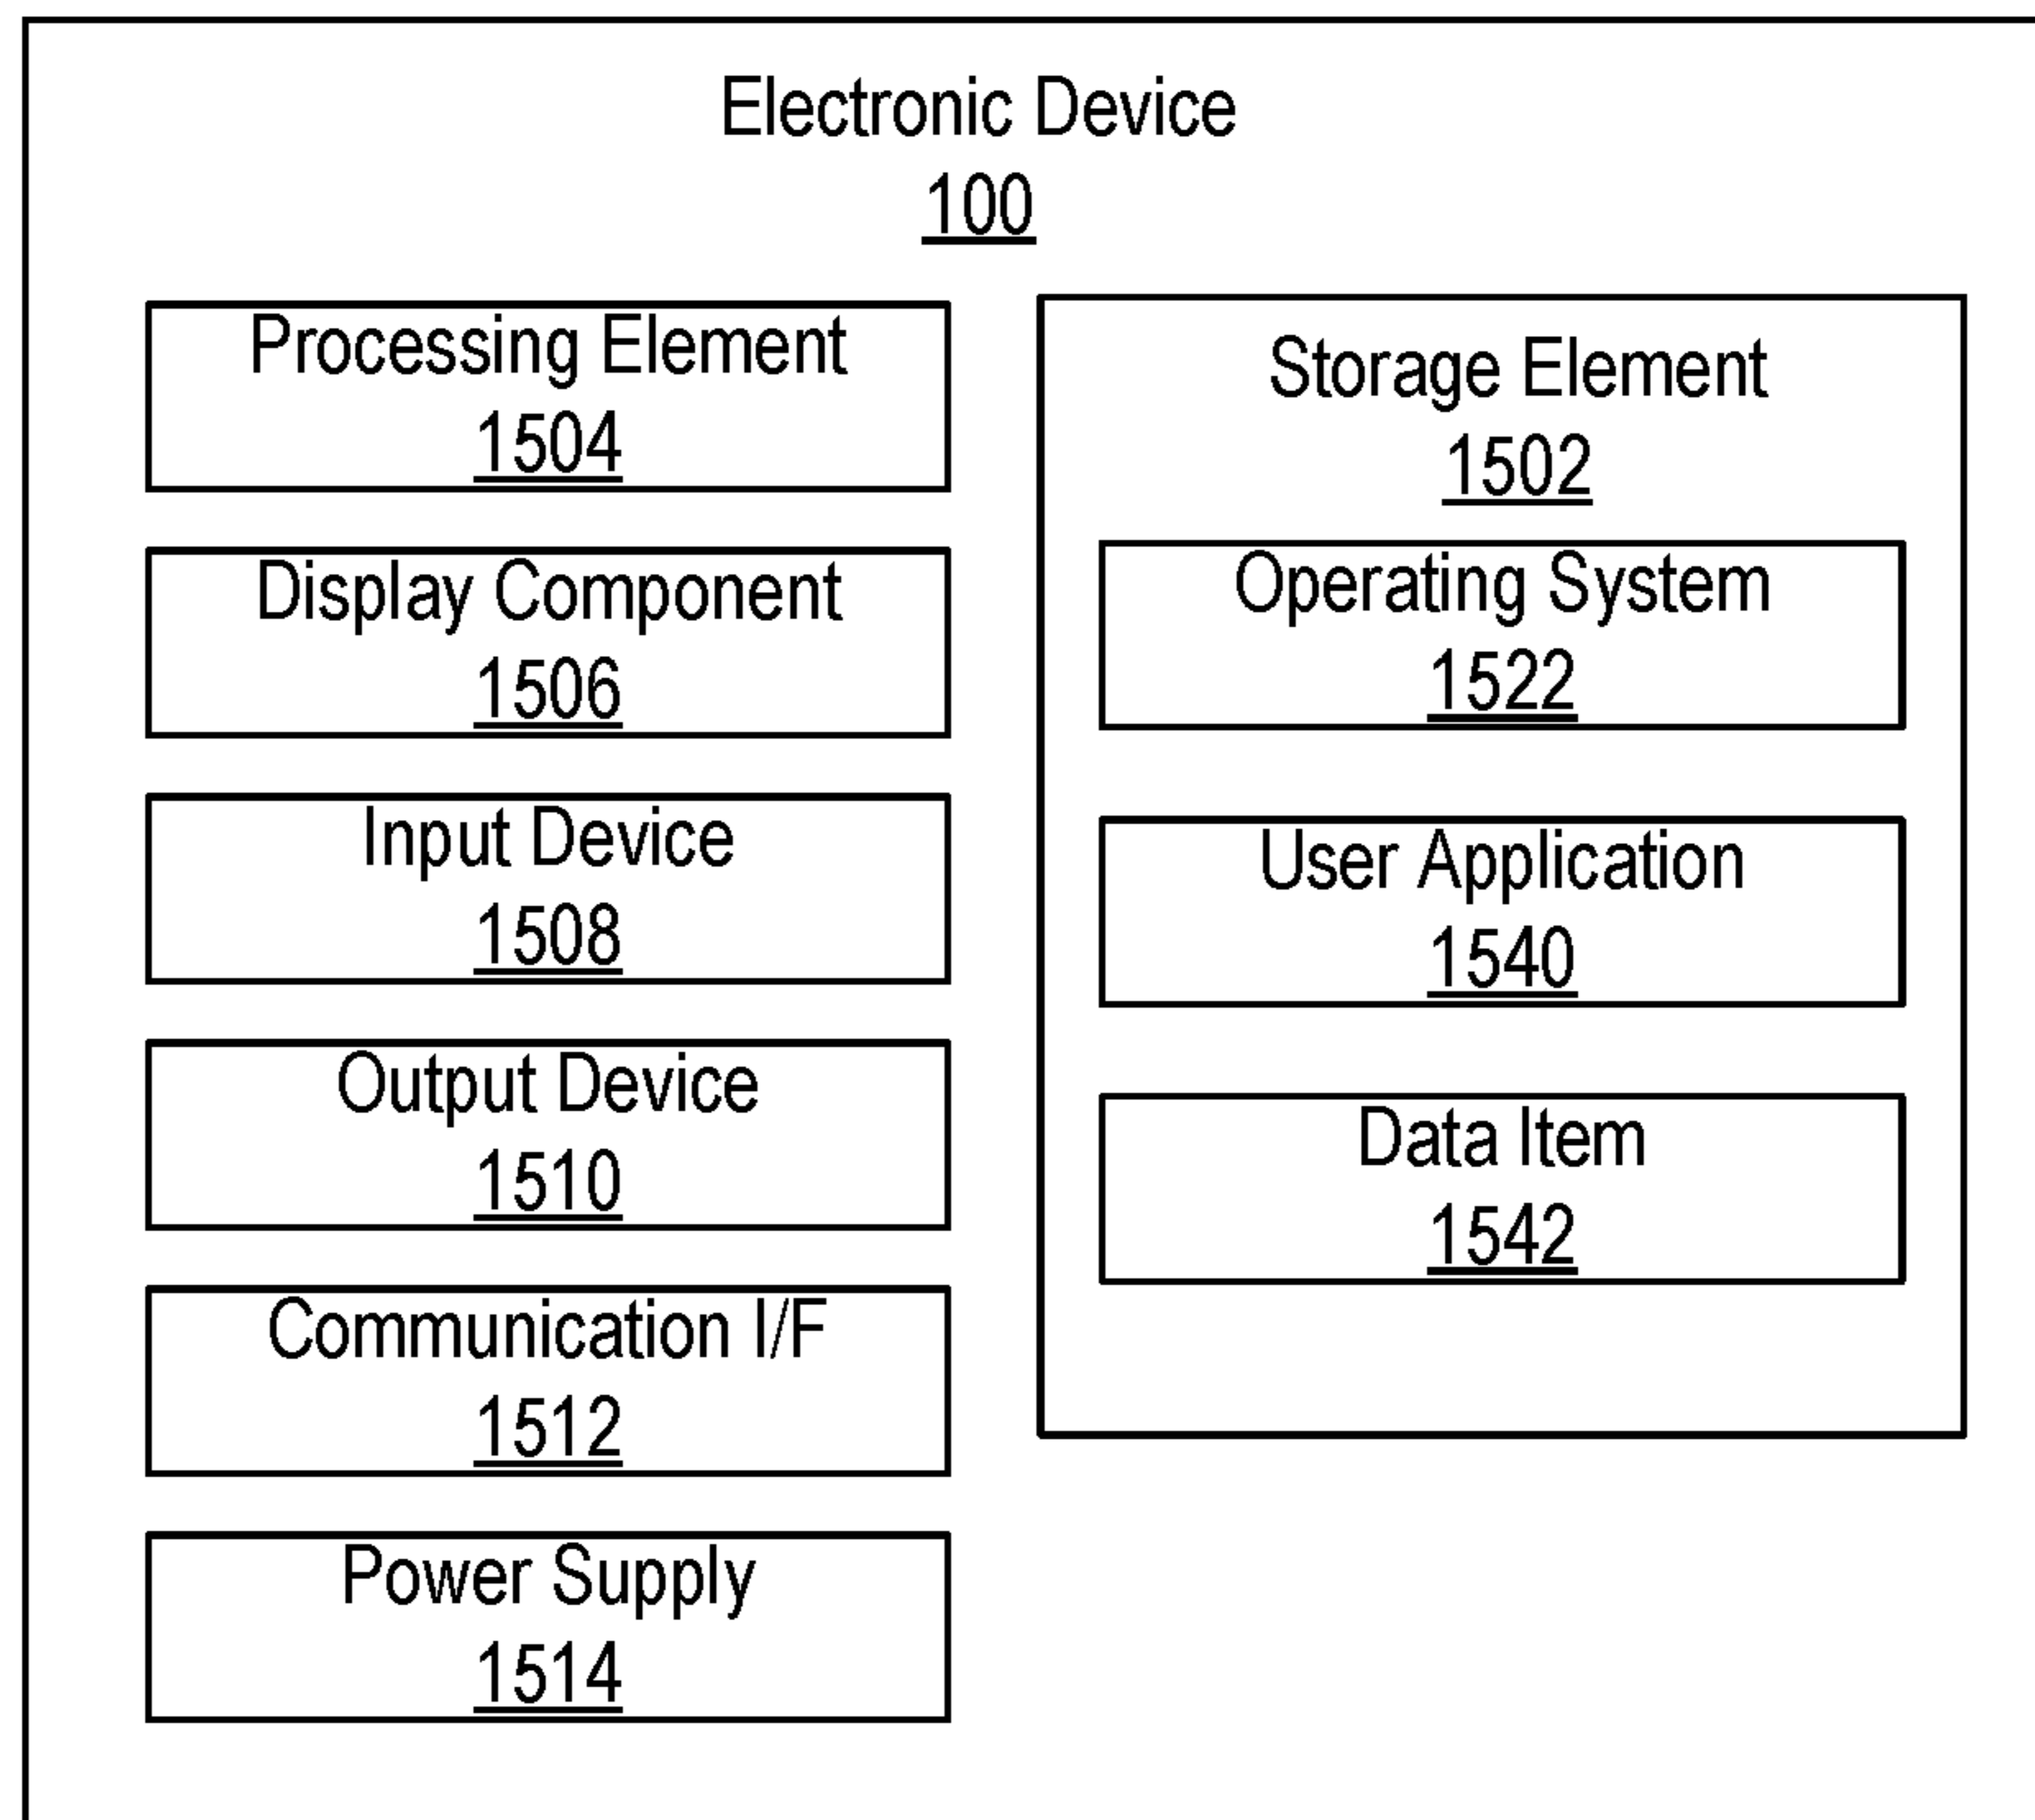 Electronic Device
100
Processing Element
1504
Display Component
1506
Input Device
1508
Output Device
1510
Communication I/F
1512
Power Supply
1514
Storage Element
1502
Operating System
1522
User Application
1540
Data Item
1542